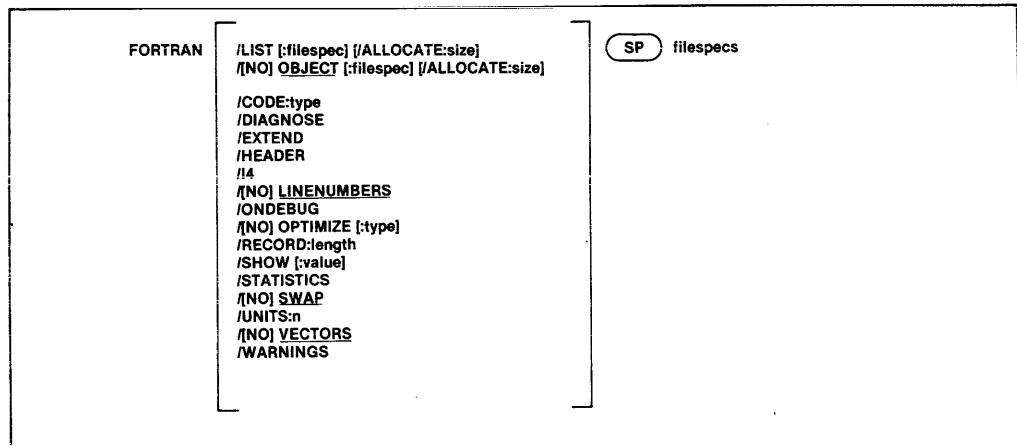 FORTRAN /LIST [:filespec] [/ALLOCATE:size] SP filespecs
/[NO] OBJECT [:filespec] [/ALLOCATE:size]
/CODE:type
/DIAGNOSE
/EXTEND
/HEADER
/I4
/[NO] LINENUMBERS
/ONDEBUG
/[NO] OPTIMIZE [:type]
/RECORD:length
/SHOW [:value]
/STATISTICS
/[NO] SWAP
/UNITS:n
/[NO] VECTORS
/WARNINGS